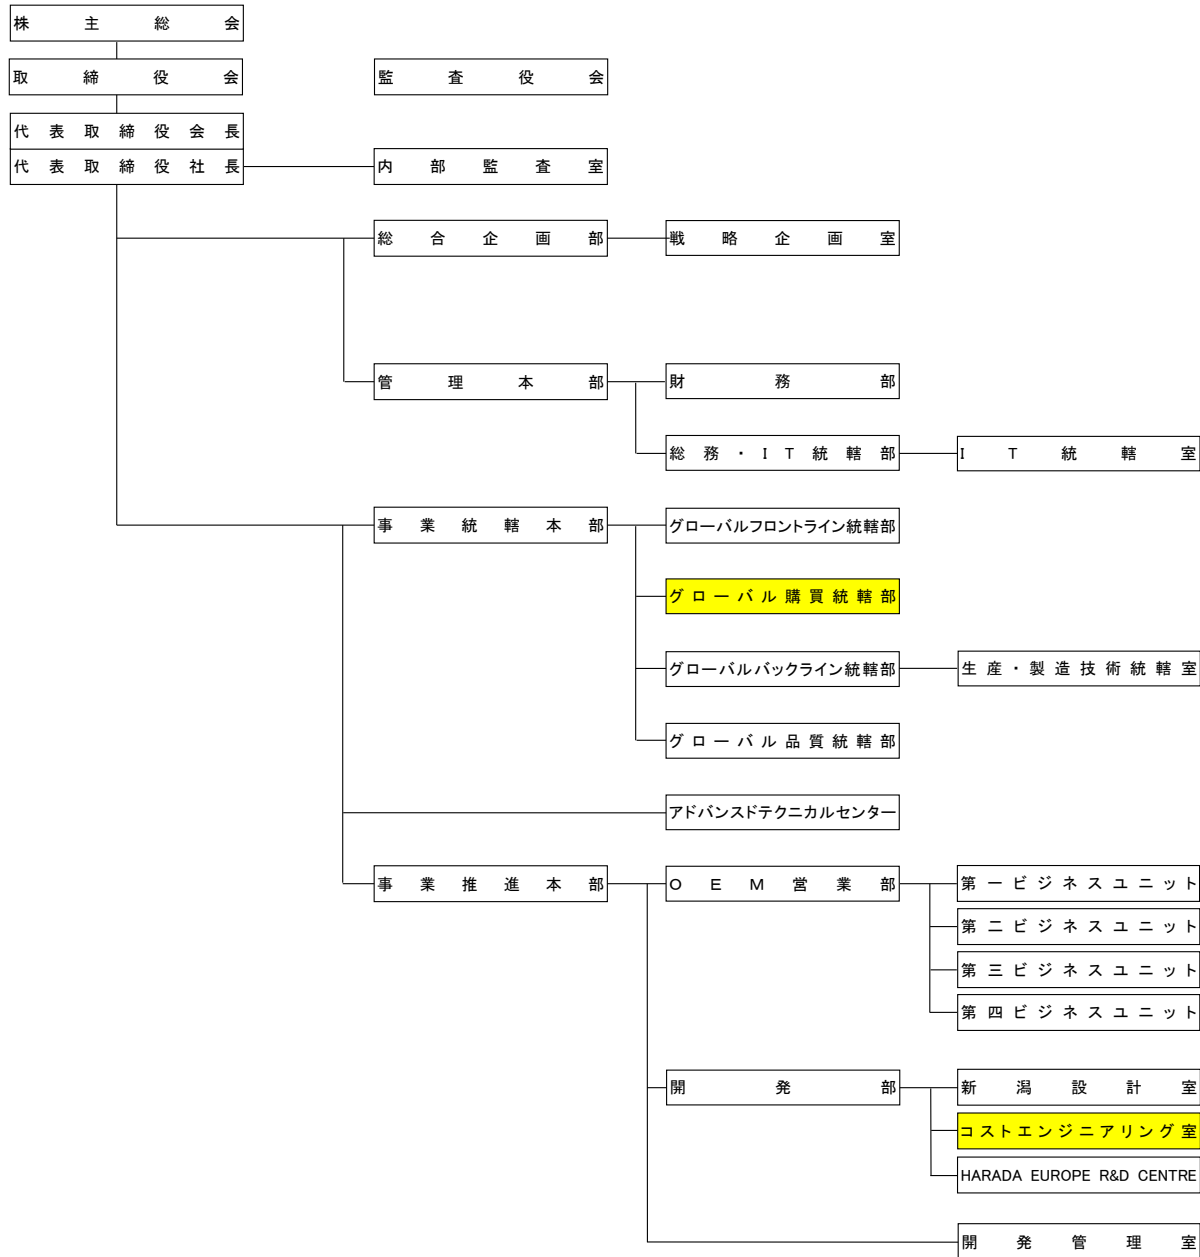 株主総会
取締役会
監査役会
代表取締役会長
代表取締役社長
内部監査室
総合企画部
戦略企画室
管理本部
財務部
総務・IT統轄部
IT統轄室
事業統轄本部
グローバルフロントライン統轄部
グローバル購買統轄部
グローバルバックライン統轄部
生産・製造技術統轄室
グローバル品質統轄部
アドバンスドテクニカルセンター
事業推進本部
OEM営業部
第一ビジネスユニット
第二ビジネスユニット
第三ビジネスユニット
第四ビジネスユニット
開発部
新潟設計室
コストエンジニアリング室
HARADA EUROPE R&D CENTRE
開発管理室